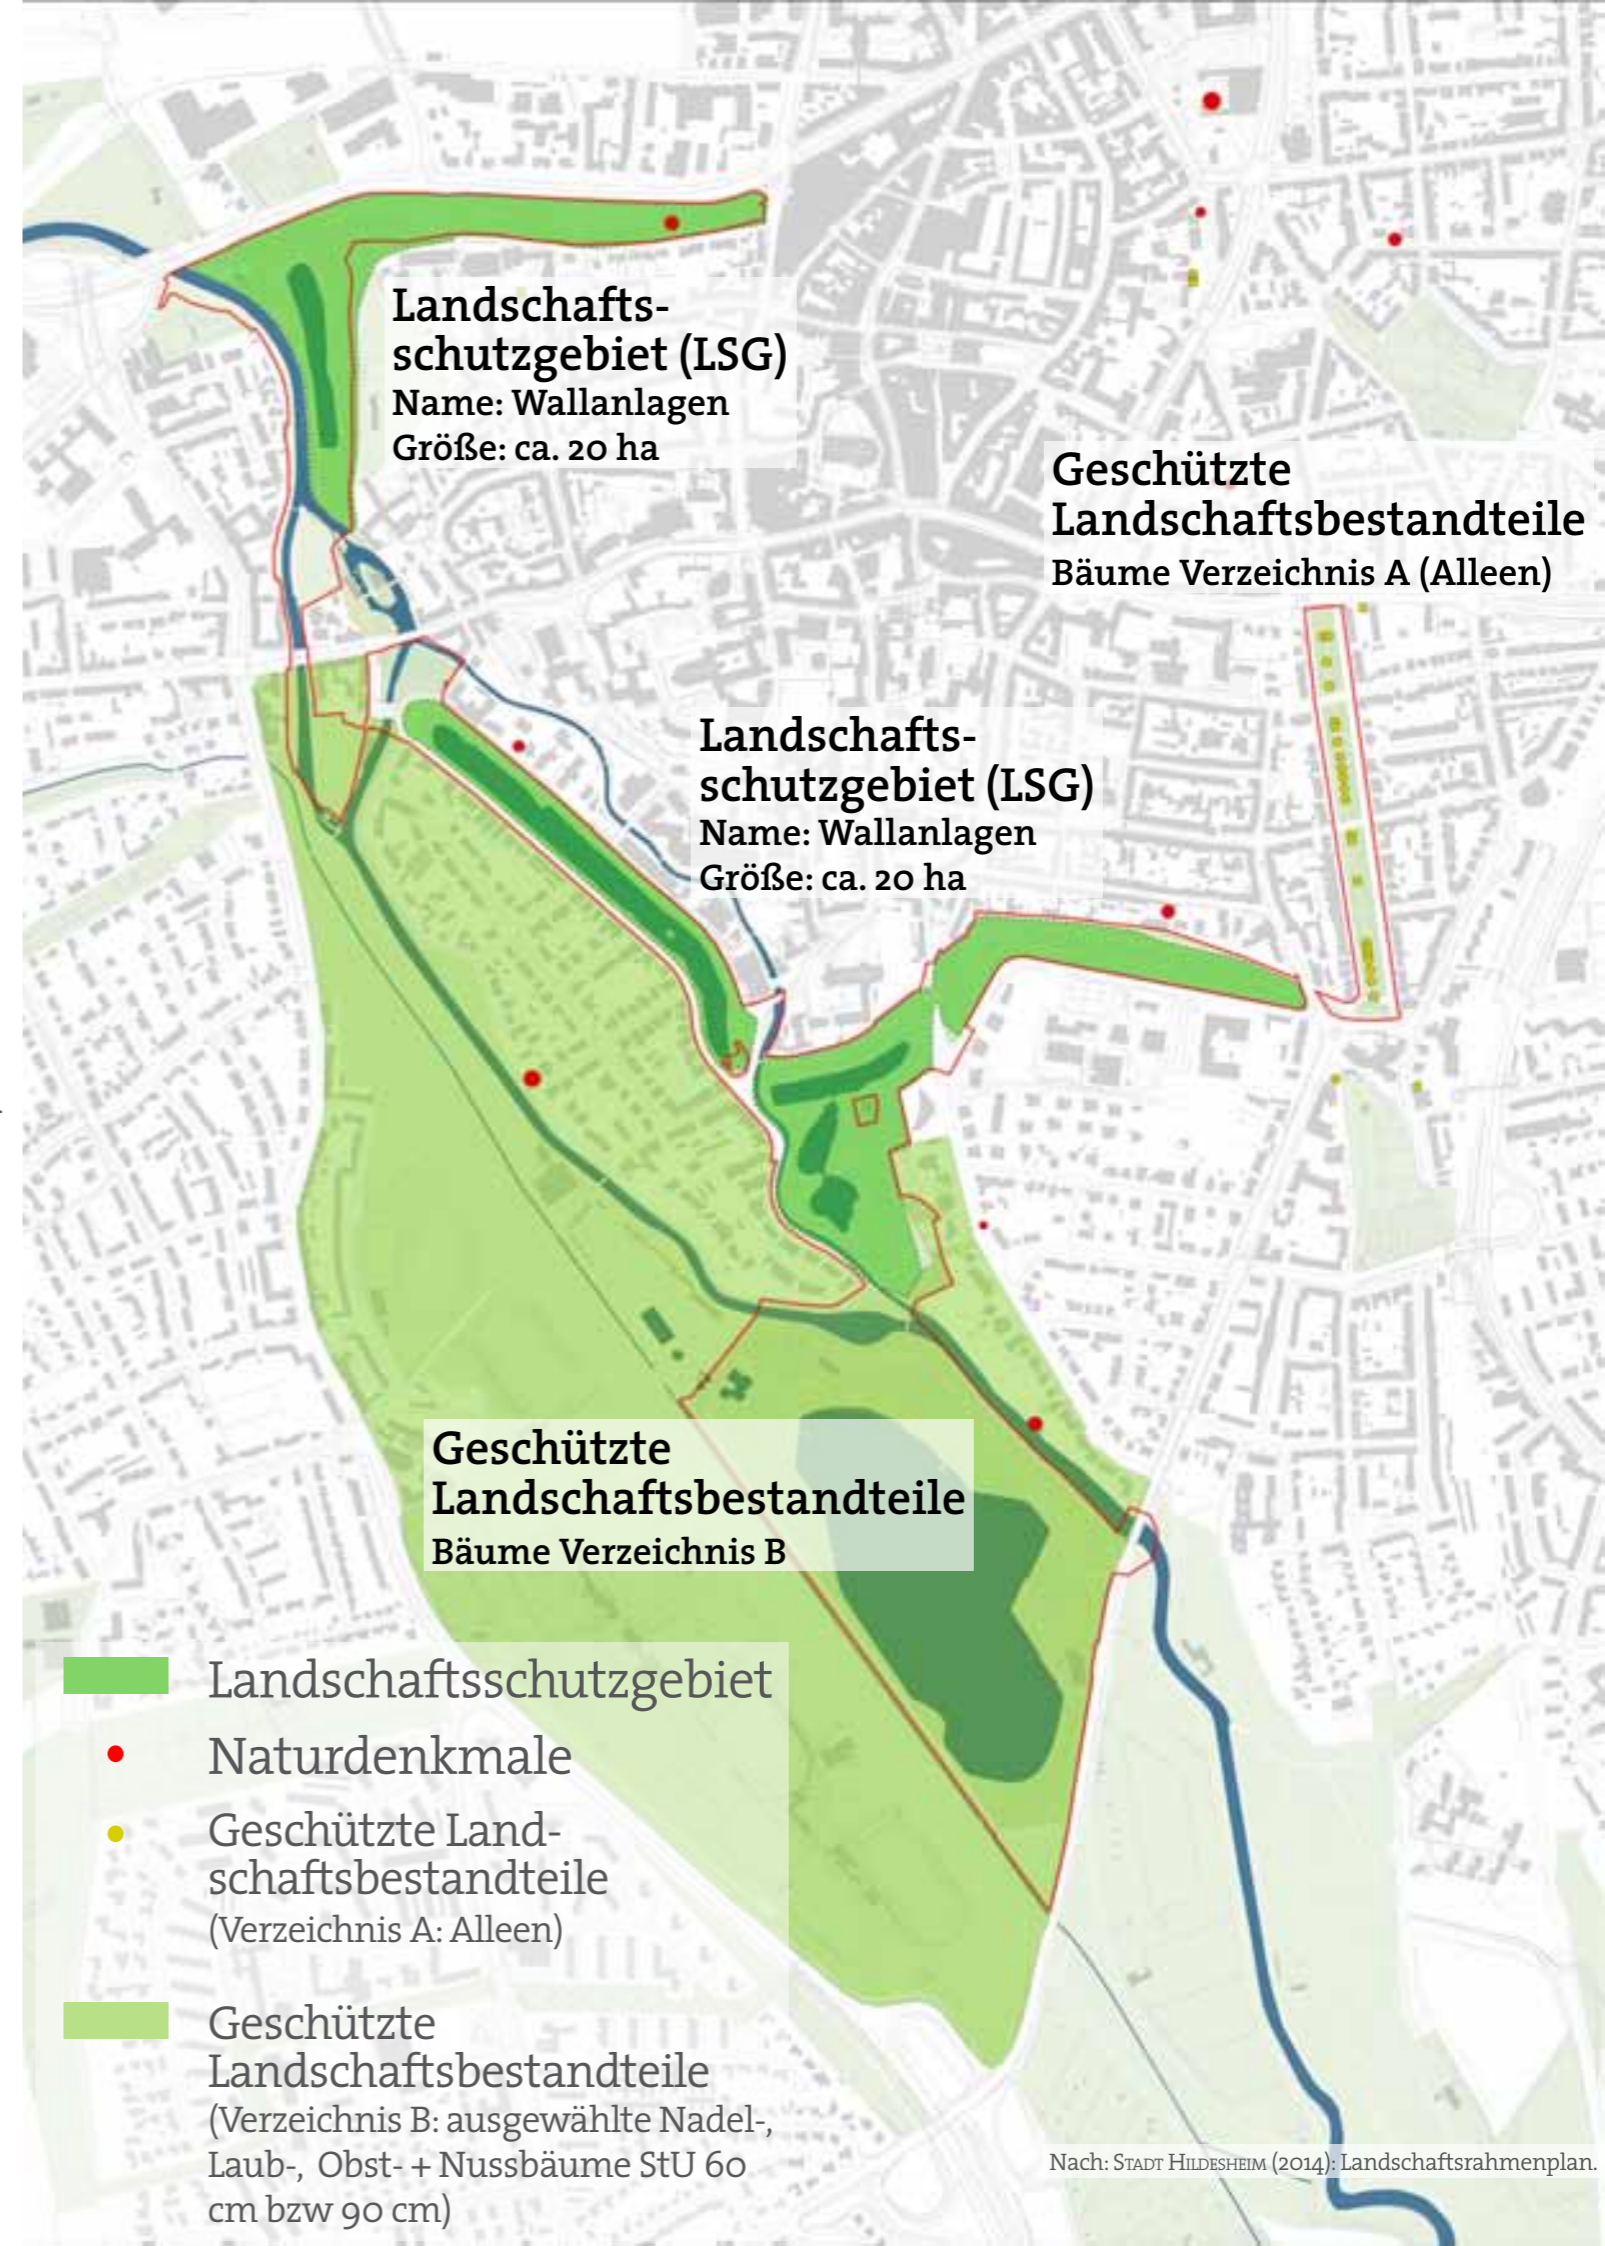 Landschafts-
schutzgebiet (LSG)
Name: Wallanlagen
Größe: ca. 20 ha
Geschützte
Landschaftsbestandteile
Bäume Verzeichnis A (Alleen)
Landschafts-
schutzgebiet (LSG)
Name: Wallanlagen
Größe: ca. 20 ha
Geschützte
Landschaftsbestandteile
Bäume Verzeichnis B
Landschaftsschutzgebiet
Naturdenkmale
Geschützte Land-
schaftsbestandteile
(Verzeichnis A: Alleen)
Geschützte
Landschaftsbestandteile
(Verzeichnis B: ausgewählte Nadel-,
Laub-, Obst- + Nussbäume StU 60
cm bzw 90 cm)
Nach: STADT HILDESHEIM (2014): Landschaftsrahmenplan.